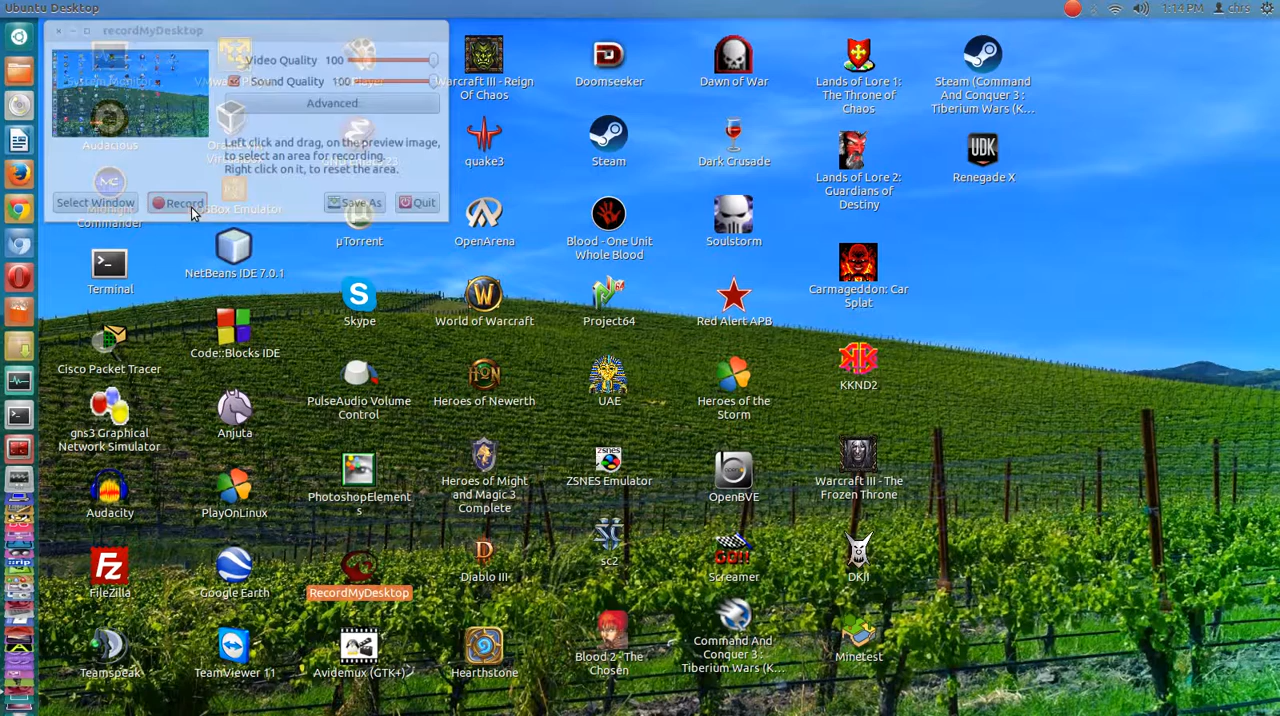 Ubuntu Desktop
1:14 PM
chrs
recordMyDesktop
Video Quality 100
Sound Quality 100
Advanced
Left click and drag, on the preview image,
to select an area for recording.
Right click on it, to reset the area.
Select Window
Record
Save As
Quit
System Monitor
Audacious
Midnight
Commander
Terminal
Cisco Packet Tracer
gns3 Graphical
Network Simulator
Audacity
FileZilla
Teamspeak
NetBeans IDE 7.0.1
Code::Blocks IDE
Anjuta
PlayOnLinux
Google Earth
TeamViewer 11
µTorrent
Skype
PulseAudio Volume
Control
PhotoshopElement
s
RecordMyDesktop
Avidemux (GTK+)
Warcraft III - Reign
Of Chaos
quake3
OpenArena
World of Warcraft
Heroes of Newerth
Heroes of Might
and Magic 3
Complete
Diablo III
Hearthstone
Doomseeker
Steam
Blood - One Unit
Whole Blood
Project64
UAE
ZSNES Emulator
sc2
Blood 2 - The
Chosen
Dawn of War
Dark Crusade
Soulstorm
Red Alert APB
Heroes of the
Storm
OpenBVE
Screamer
Command And
Conquer 3 :
Tiberium Wars (K...
Lands of Lore 1:
The Throne of
Chaos
Lands of Lore 2:
Guardians of
Destiny
Carmageddon: Car
Splat
KKND2
Warcraft III - The
Frozen Throne
DKII
Minetest
Steam (Command
And Conquer 3 :
Tiberium Wars (K...
UDK
Renegade X